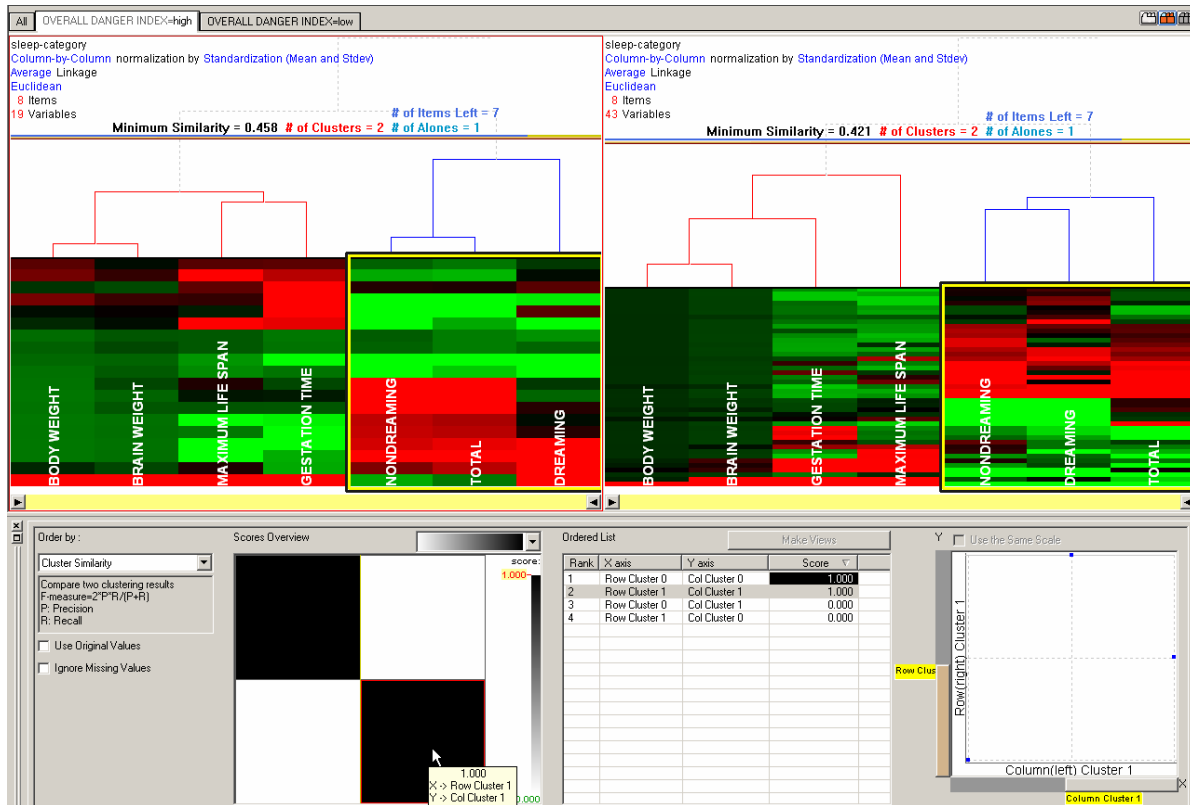 All OVERALL DANGER INDEX=high OVERALL DANGER INDEX=low
sleep-category
Column-by-Column normalization by Standardization (Mean and Stdev)
Average Linkage
Euclidean
8 Items
19 Variables
# of Items Left = 7
Minimum Similarity = 0.458 # of Clusters = 2 # of Alones = 1
BODY WEIGHT
BRAIN WEIGHT
MAXIMUM LIFE SPAN
GESTATION TIME
NONDREAMING
TOTAL
DREAMING
sleep-category
Column-by-Column normalization by Standardization (Mean and Stdev)
Average Linkage
Euclidean
8 Items
43 Variables
# of Items Left = 7
Minimum Similarity = 0.421 # of Clusters = 2 # of Alones = 1
BODY WEIGHT
BRAIN WEIGHT
GESTATION TIME
MAXIMUM LIFE SPAN
NONDREAMING
DREAMING
TOTAL
Order by :
Cluster Similarity
Compare two clustering results
F-measure=2*P*R/(P+R)
P: Precision
R: Recall
Use Original Values
Ignore Missing Values
Scores Overview
score:
1.000
0.000
1.000
X -> Row Cluster 1
Y -> Col Cluster 1
Ordered List
Make Views
Rank X axis Y axis Score
1 Row Cluster 0 Col Cluster 0 1.000
2 Row Cluster 1 Col Cluster 1 1.000
3 Row Cluster 0 Col Cluster 1 0.000
4 Row Cluster 1 Col Cluster 0 0.000
Y Use the Same Scale
Row Clus
Row(right) Cluster 1
Column(left) Cluster 1
X
Column Cluster 1